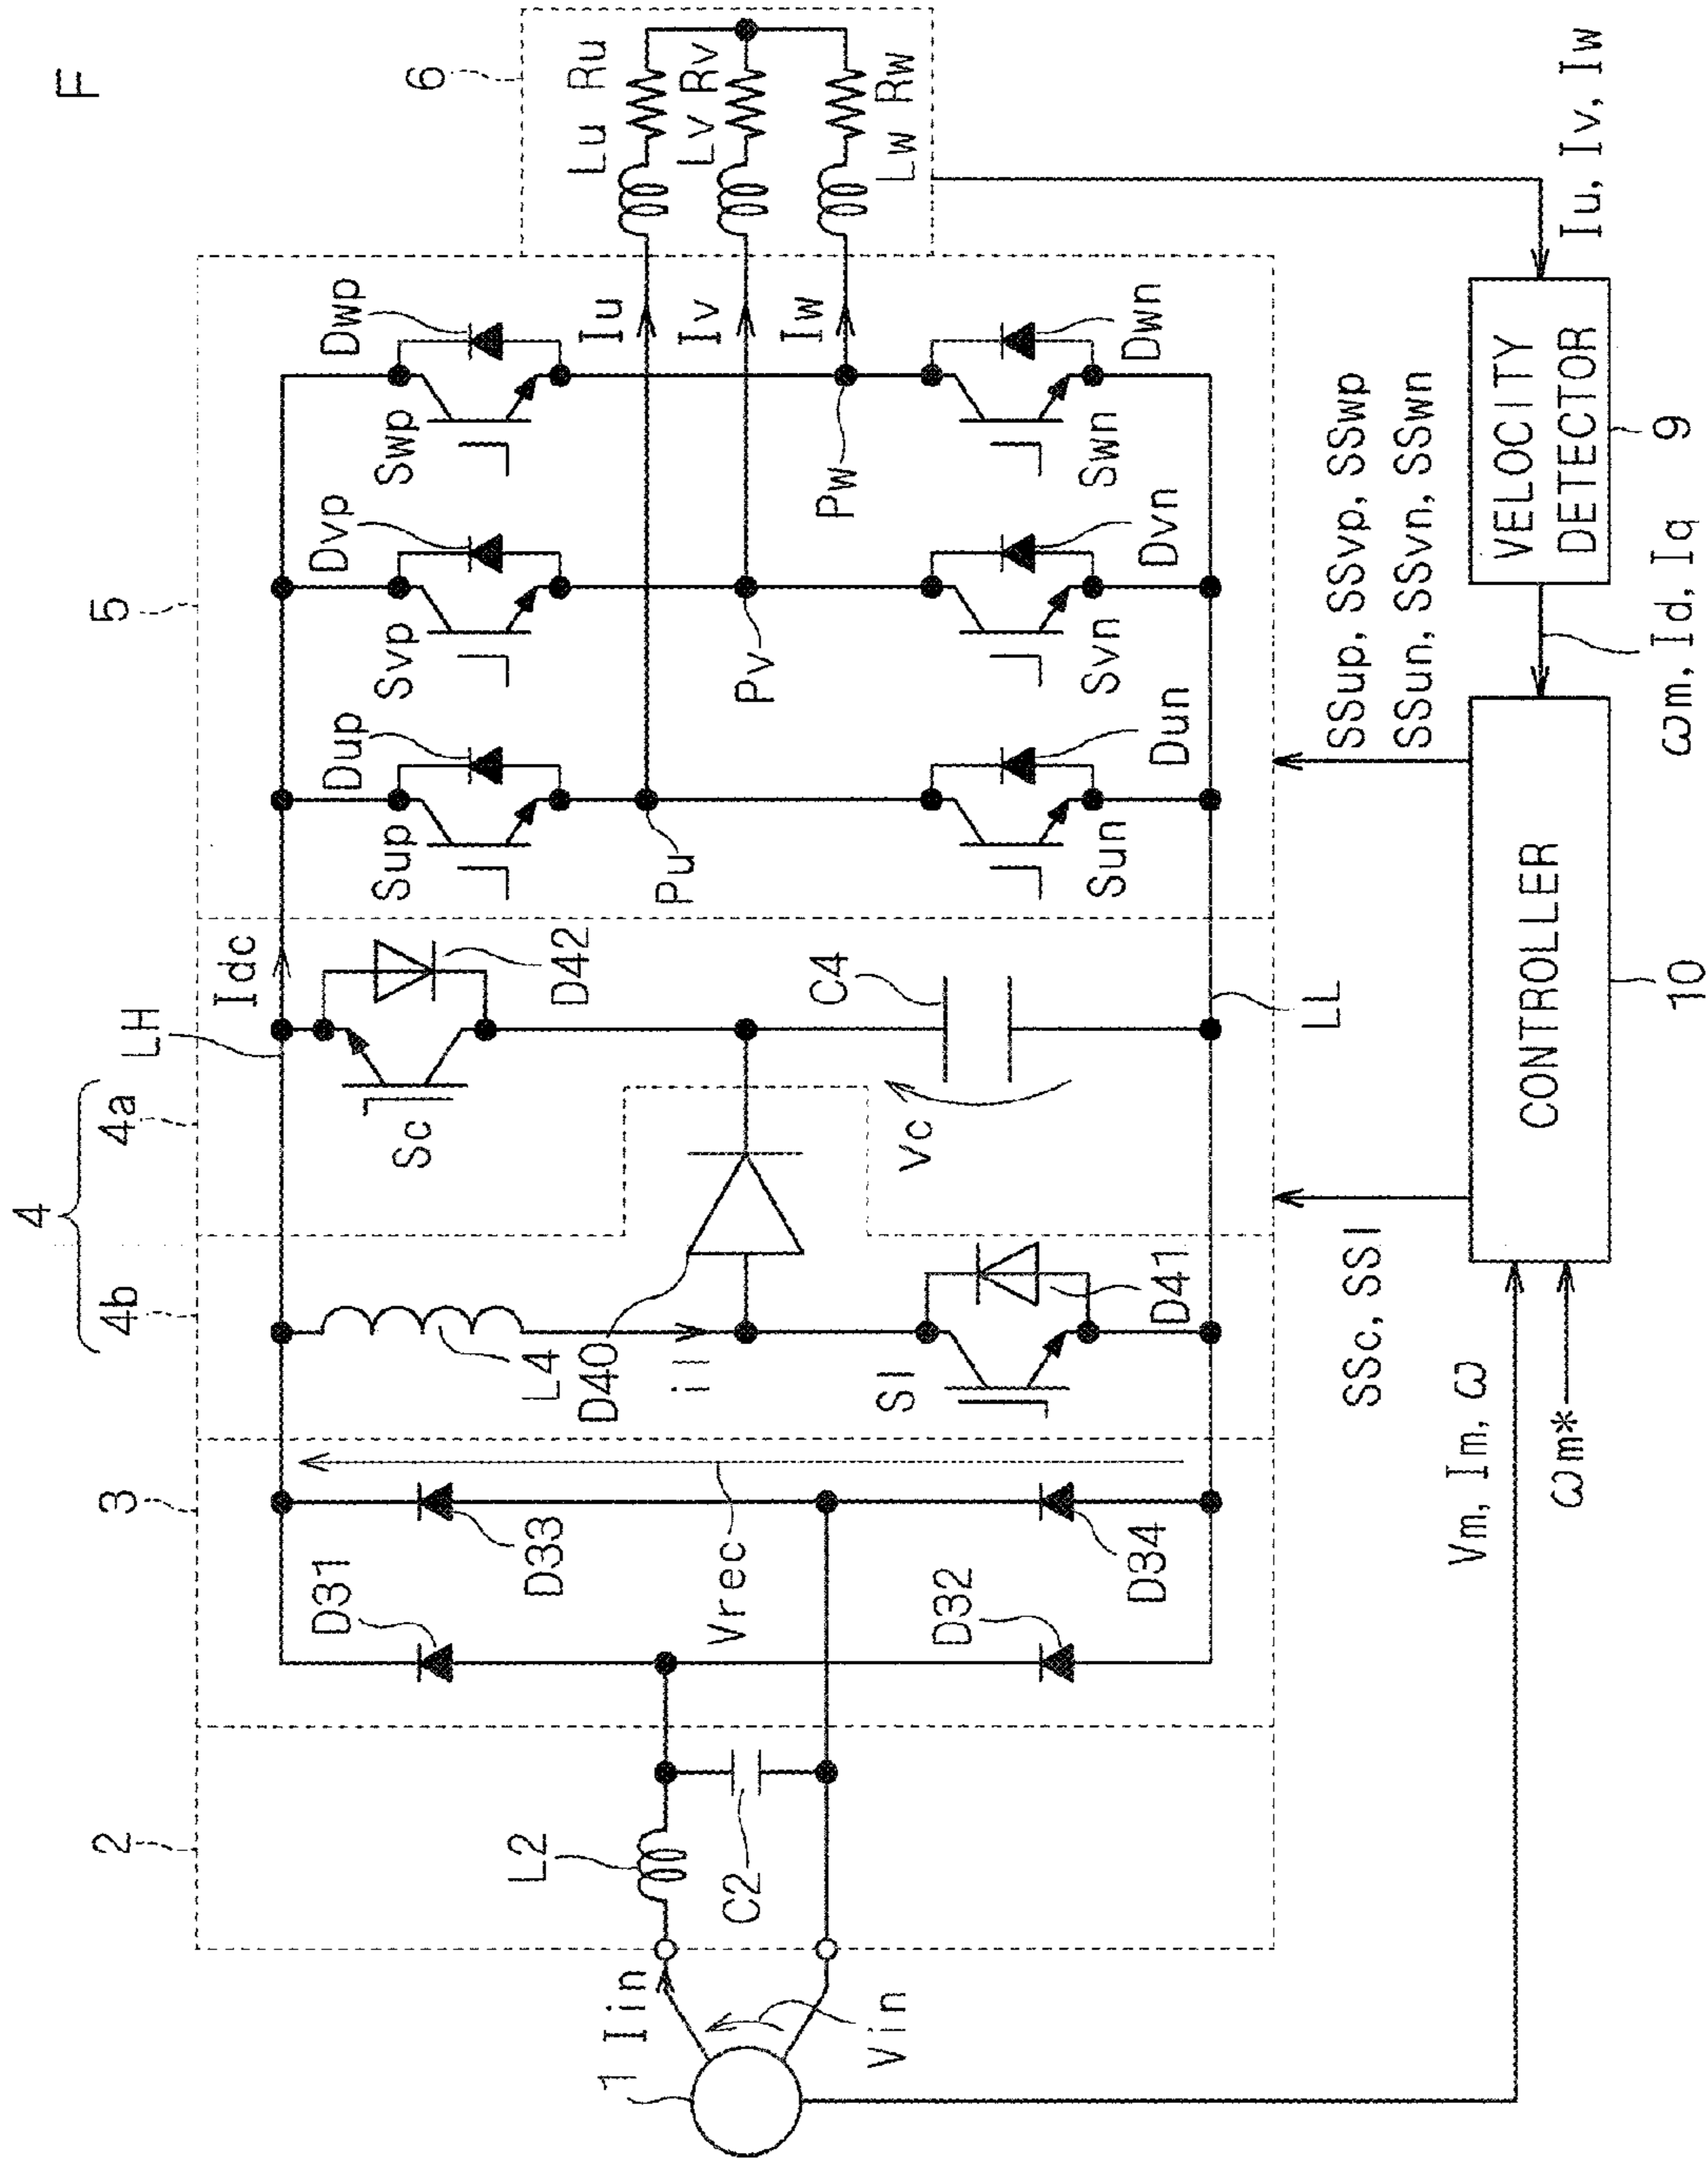 F
4
4b
4a
2
3
5
6
LH
Idc
Dup
Dvp
Dwp
Sup
Svp
Swp
D31
D33
L4
Sc
D42
Iu
Iv
Iw
Lu Ru
Lv Rv
Lw Rw
L2
C2
D40
il
Vrec
Pu
Pv
Pw
1
Iin
Vin
D32
D34
Sl
D41
Vc
C4
LL
Sun
Svn
Swn
Dun
Dvn
Dwn
SSc, SSl
SSup, SSvp, SSwp
SSun, SSvn, SSwn
Vm, Im, ω
ωm*
CONTROLLER
10
VELOCITY
DETECTOR
9
ωm, Id, Iq
Iu, Iv, Iw